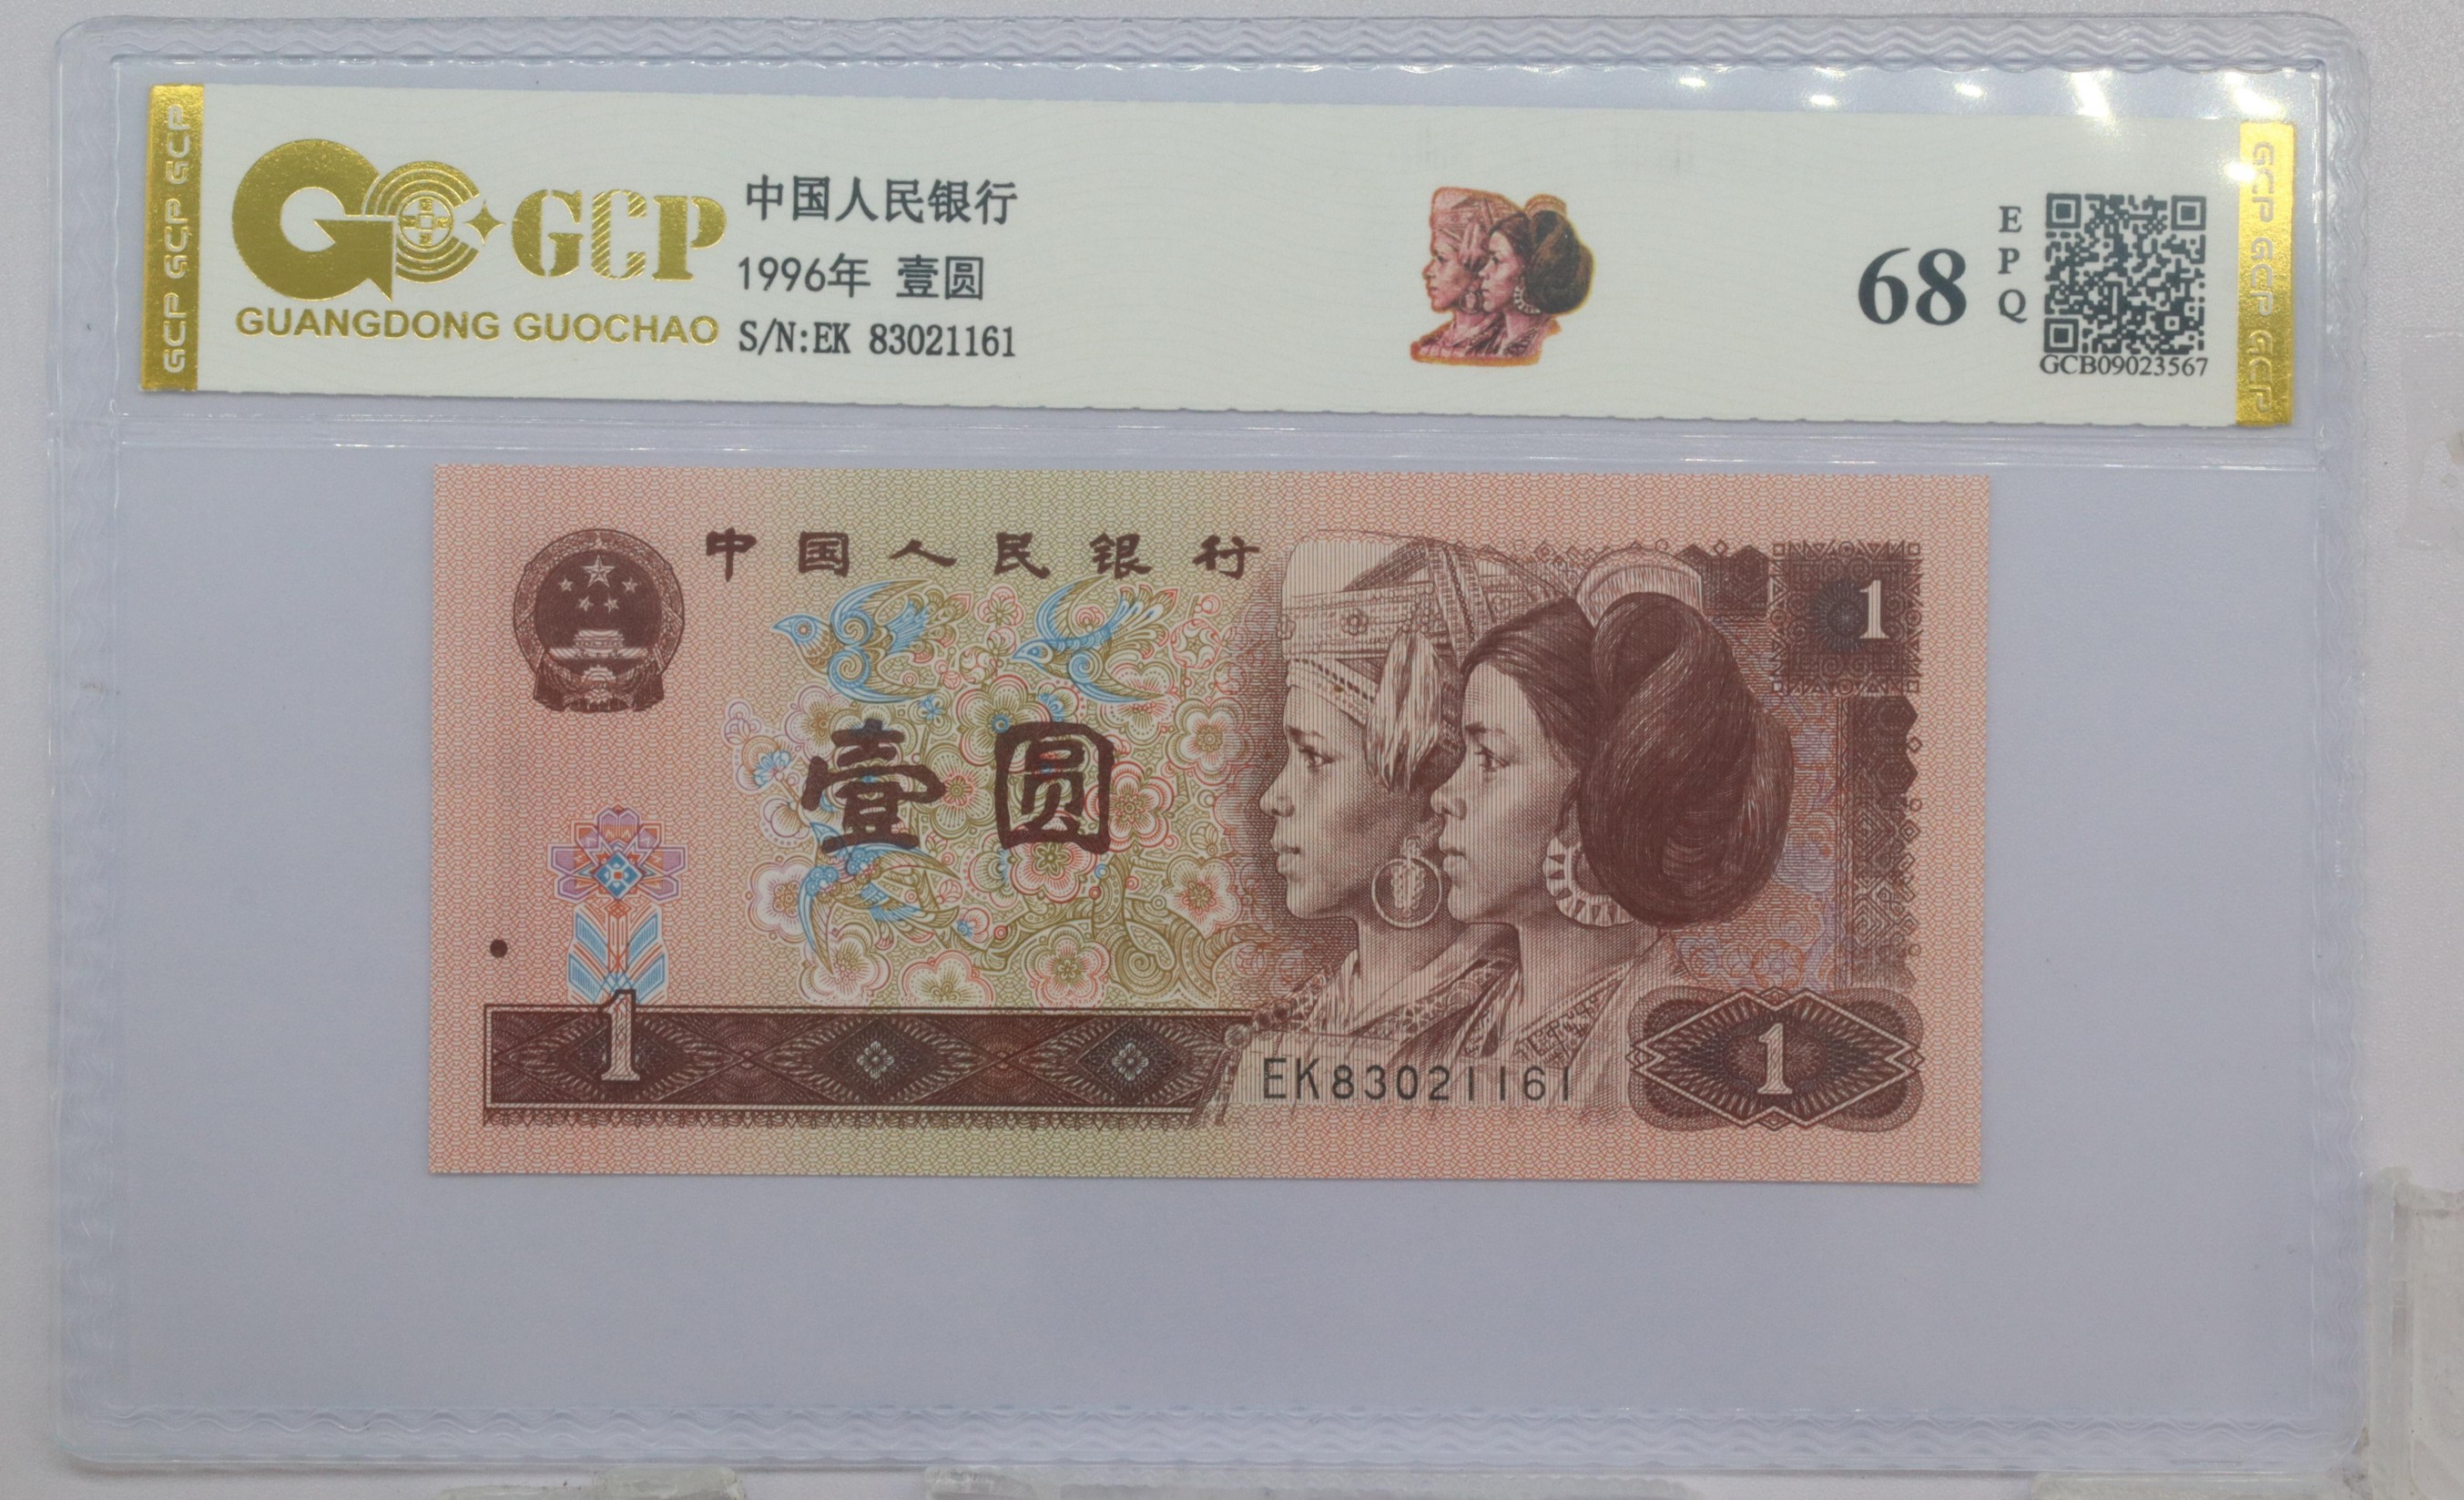 GCP GCP GCP
GCP
GUANGDONG GUOCHAO
中国人民银行
1996年 壹圆
S/N:EK 83021161
68
EPQ
GCB09023567
GCP GCP GCP
中国人民银行
1
壹圆
1
EK83021161
1